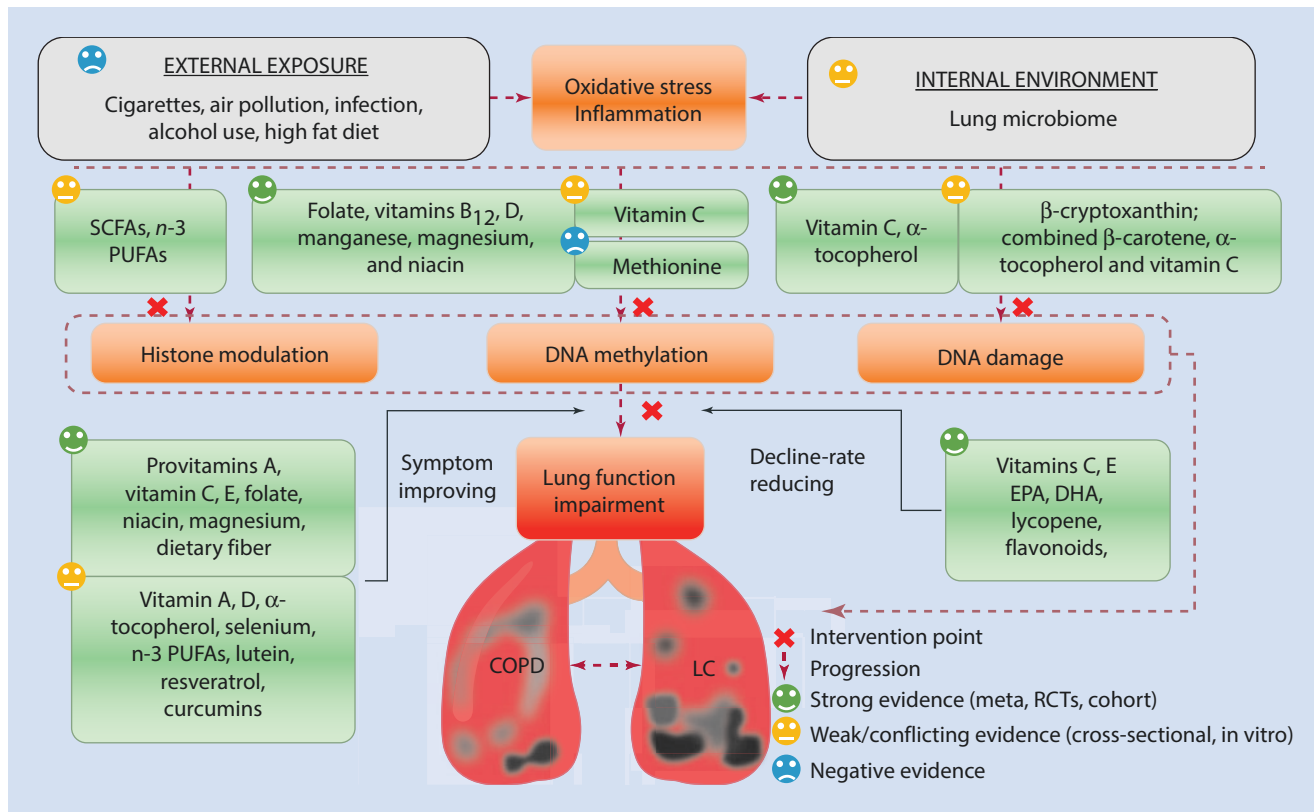 EXTERNAL EXPOSURE
Cigarettes, air pollution, infection,
alcohol use, high fat diet
Oxidative stress
Inflammation
INTERNAL ENVIRONMENT
Lung microbiome
SCFAs, n-3
PUFAs
Folate, vitamins B12, D,
manganese, magnesium,
and niacin
Vitamin C
Methionine
Vitamin C, α-
tocopherol
β-cryptoxanthin;
combined β-carotene, α-
tocopherol and vitamin C
Histone modulation
DNA methylation
DNA damage
Provitamins A,
vitamin C, E, folate,
niacin, magnesium,
dietary fiber
Vitamin A, D, α-
tocopherol, selenium,
n-3 PUFAs, lutein,
resveratrol,
curcumins
Symptom
improving
Lung function
impairment
Decline-rate
reducing
Vitamins C, E
EPA, DHA,
lycopene,
flavonoids,
COPD
LC
Intervention point
Progression
Strong evidence (meta, RCTs, cohort)
Weak/conflicting evidence (cross-sectional, in vitro)
Negative evidence